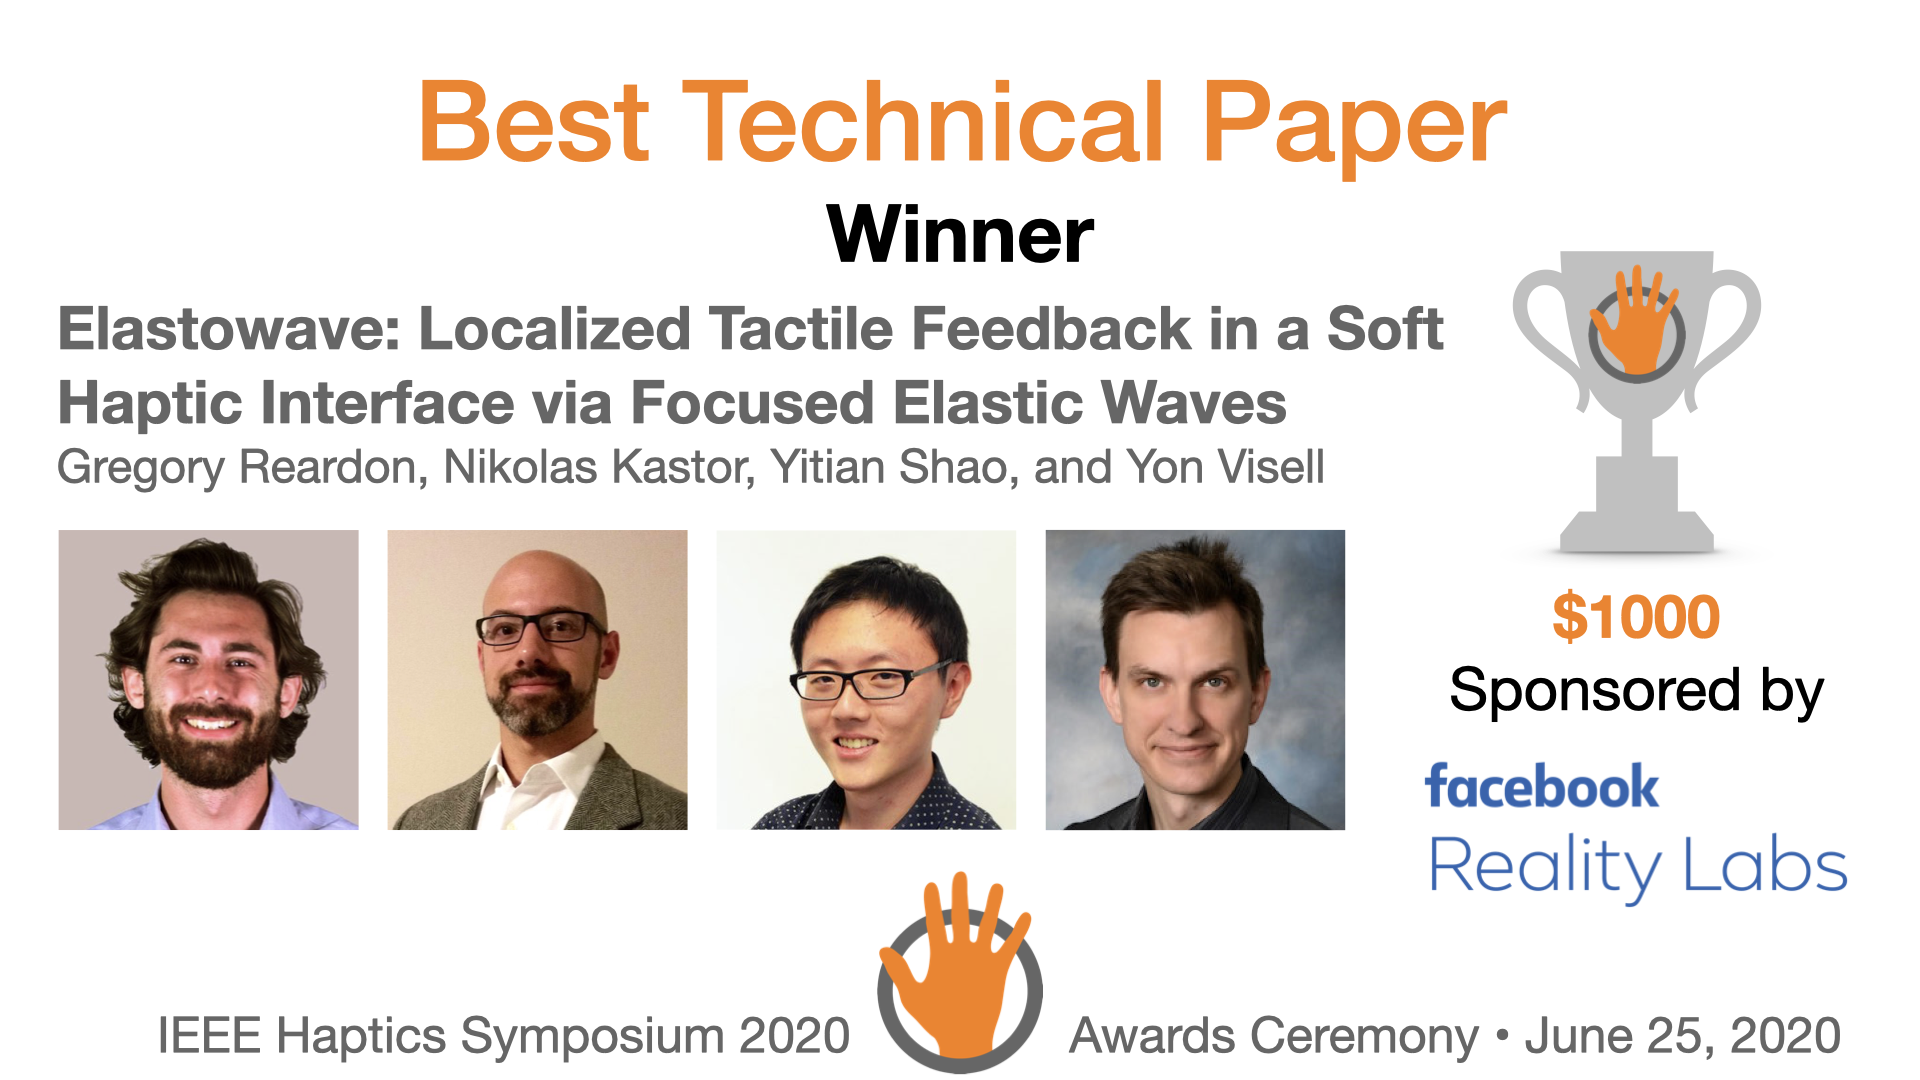 Best Technical Paper
Winner
Elastowave: Localized Tactile Feedback in a Soft
Haptic Interface via Focused Elastic Waves
Gregory Reardon, Nikolas Kastor, Yitian Shao, and Yon Visell
$1000
Sponsored by
facebook
Reality Labs
IEEE Haptics Symposium 2020
Awards Ceremony • June 25, 2020